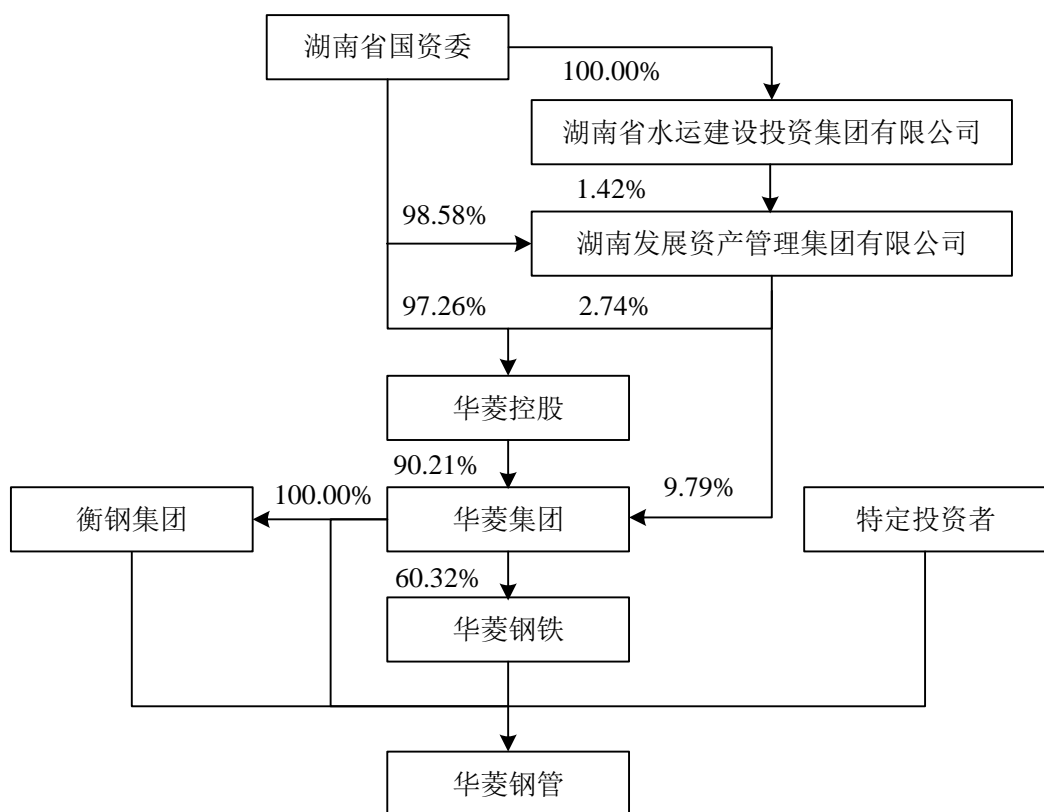 湖南省国资委
100.00%
湖南省水运建设投资集团有限公司
1.42%
98.58%
湖南发展资产管理集团有限公司
97.26%
2.74%
华菱控股
90.21%
9.79%
100.00%
衡钢集团
华菱集团
特定投资者
60.32%
华菱钢铁
华菱钢管